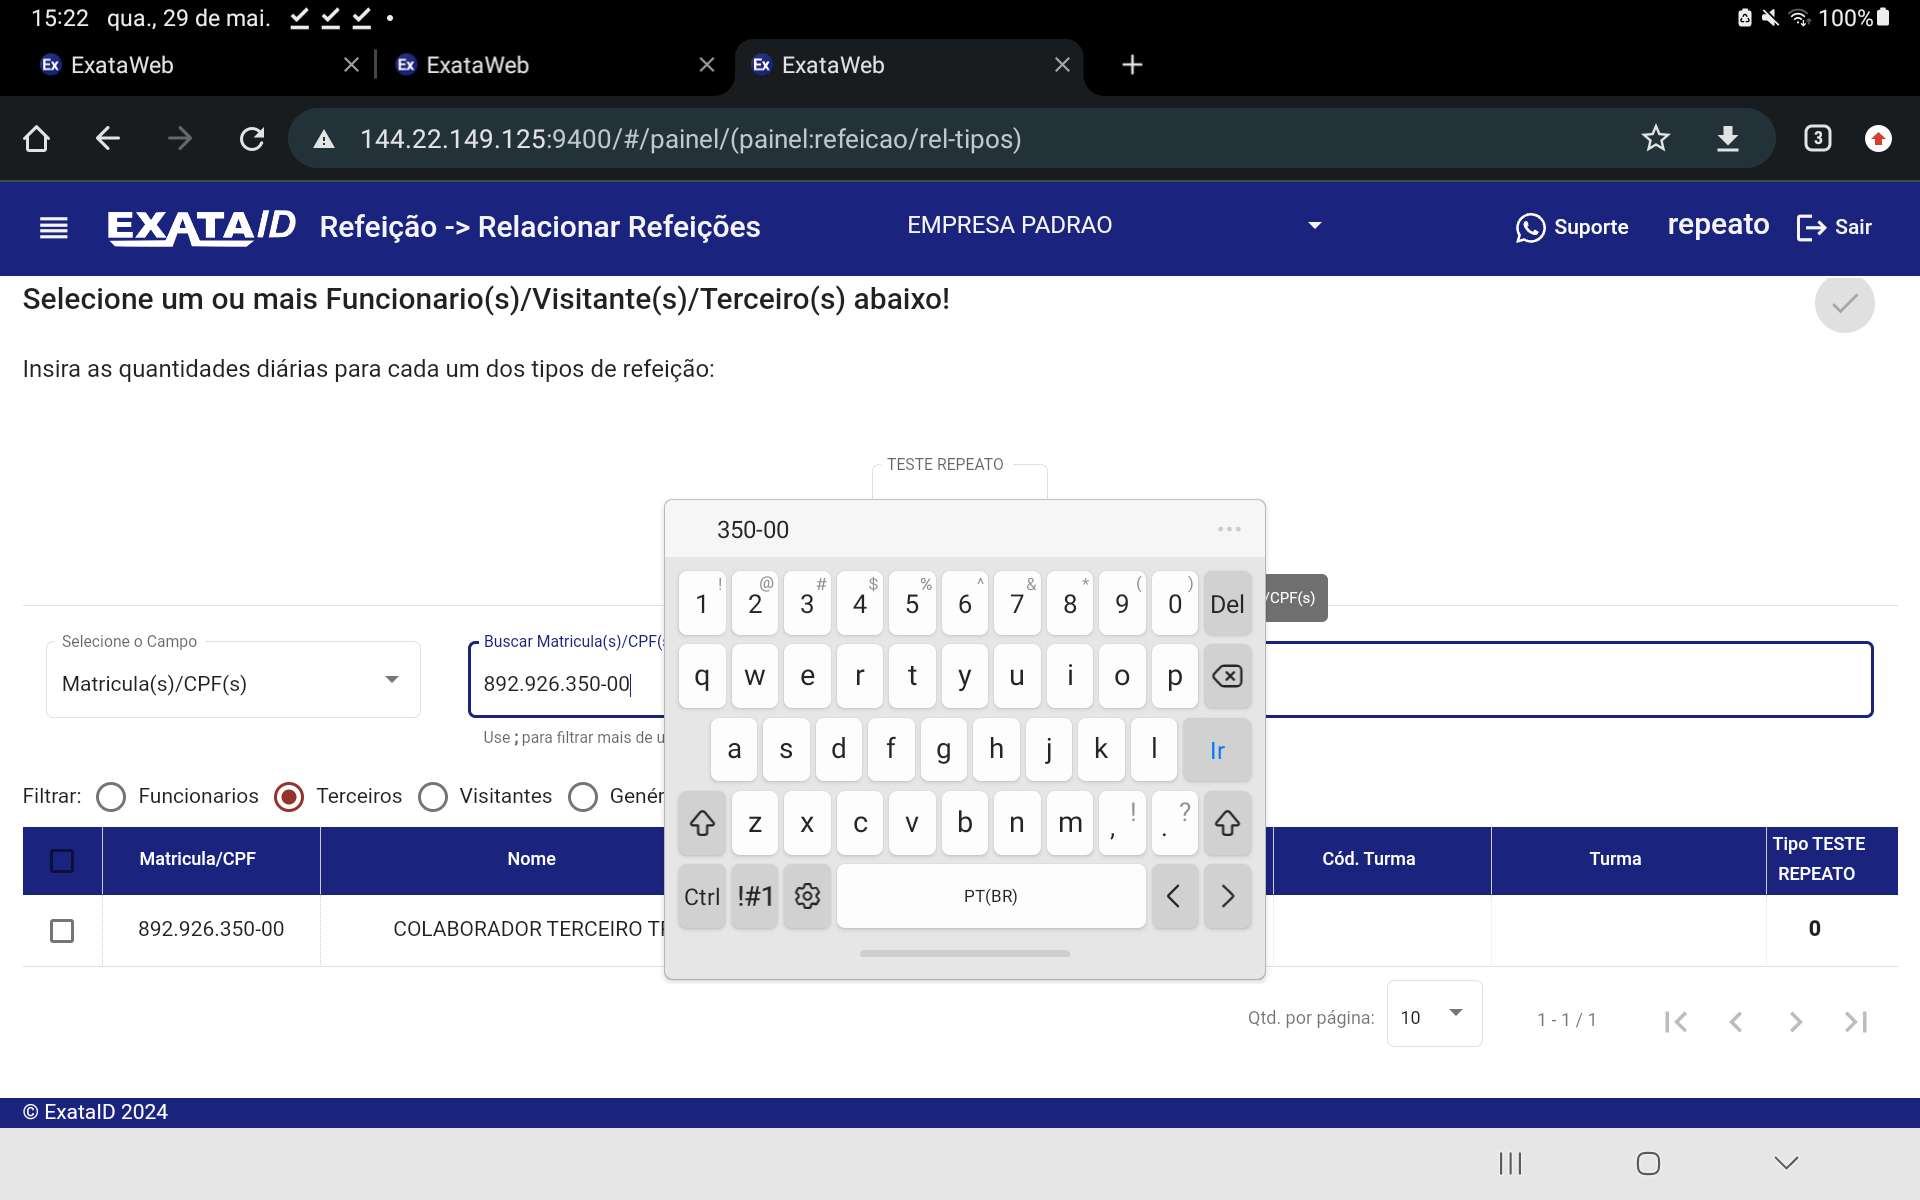 15:22 qua., 29 de mai.
100%
Ex ExataWeb
Ex ExataWeb
Ex ExataWeb
144.22.149.125:9400/#/painel/(painel:refeicao/rel-tipos)
3
EXATA/D Refeição -> Relacionar Refeições
EMPRESA PADRAO
Suporte
repeato
Sair
Selecione um ou mais Funcionario(s)/Visitante(s)/Terceiro(s) abaixo!
Insira as quantidades diárias para cada um dos tipos de refeição:
TESTE REPEATO
350-00
...
! @ # $ % ^ & * ( )
1 2 3 4 5 6 7 8 9 0 Del
/CPF(s)
Selecione o Campo
Matricula(s)/CPF(s)
Buscar Matricula(s)/CPF(
892.926.350-00
Use ; para filtrar mais de
q w e r t y u i o p
a s d f g h j k l Ir
z x c v b n m , ! . ?
Ctrl !#1 PT(BR) < >
Filtrar: Funcionarios Terceiros Visitantes Genér
Matricula/CPF Nome Cód. Turma Turma Tipo TESTE REPEATO
892.926.350-00 COLABORADOR TERCEIRO 0
Qtd. por página: 10 1 - 1 / 1
© ExataID 2024